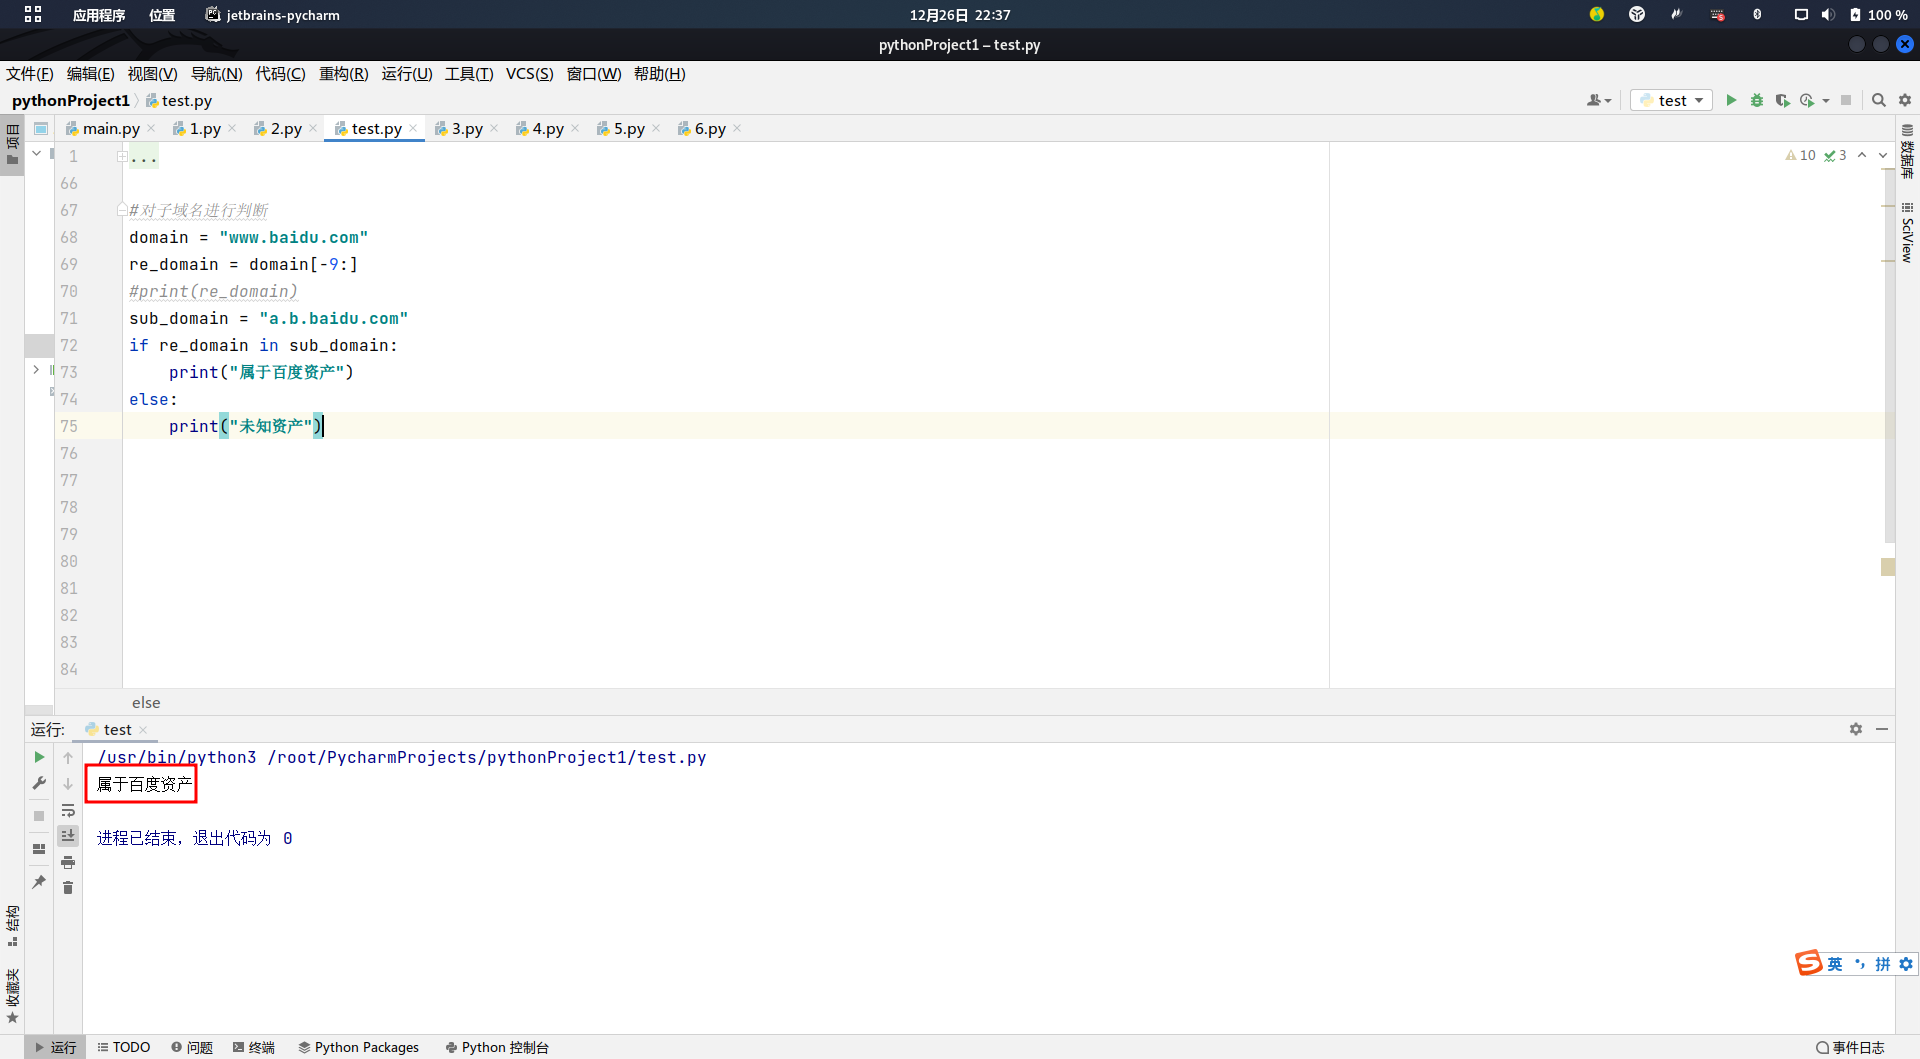 应用程序 位置 jetbrains-pycharm 12月26日 22:37 100 %
pythonProject1 – test.py
文件(F) 编辑(E) 视图(V) 导航(N) 代码(C) 重构(R) 运行(U) 工具(T) VCS(S) 窗口(W) 帮助(H)
pythonProject1 test.py test
项目
main.py 1.py 2.py test.py 3.py 4.py 5.py 6.py
数据库
SciView
10 3
1 ...
66
67 #对子域名进行判断
68 domain = "www.baidu.com"
69 re_domain = domain[-9:]
70 #print(re_domain)
71 sub_domain = "a.b.baidu.com"
72 if re_domain in sub_domain:
73 print("属于百度资产")
74 else:
75 print("未知资产")
76
77
78
79
80
81
82
83
84
else
运行: test
/usr/bin/python3 /root/PycharmProjects/pythonProject1/test.py
属于百度资产
进程已结束，退出代码为 0
结构
收藏夹
英 拼
运行 TODO 问题 终端 Python Packages Python 控制台 事件日志